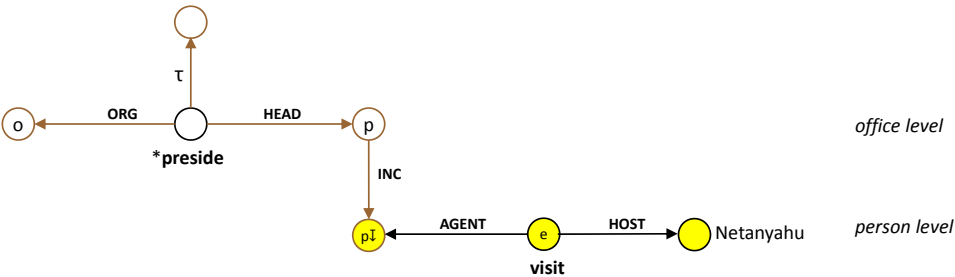 τ
o
ORG
HEAD
p
office level
*preside
INC
p↧
AGENT
e
HOST
Netanyahu
person level
visit